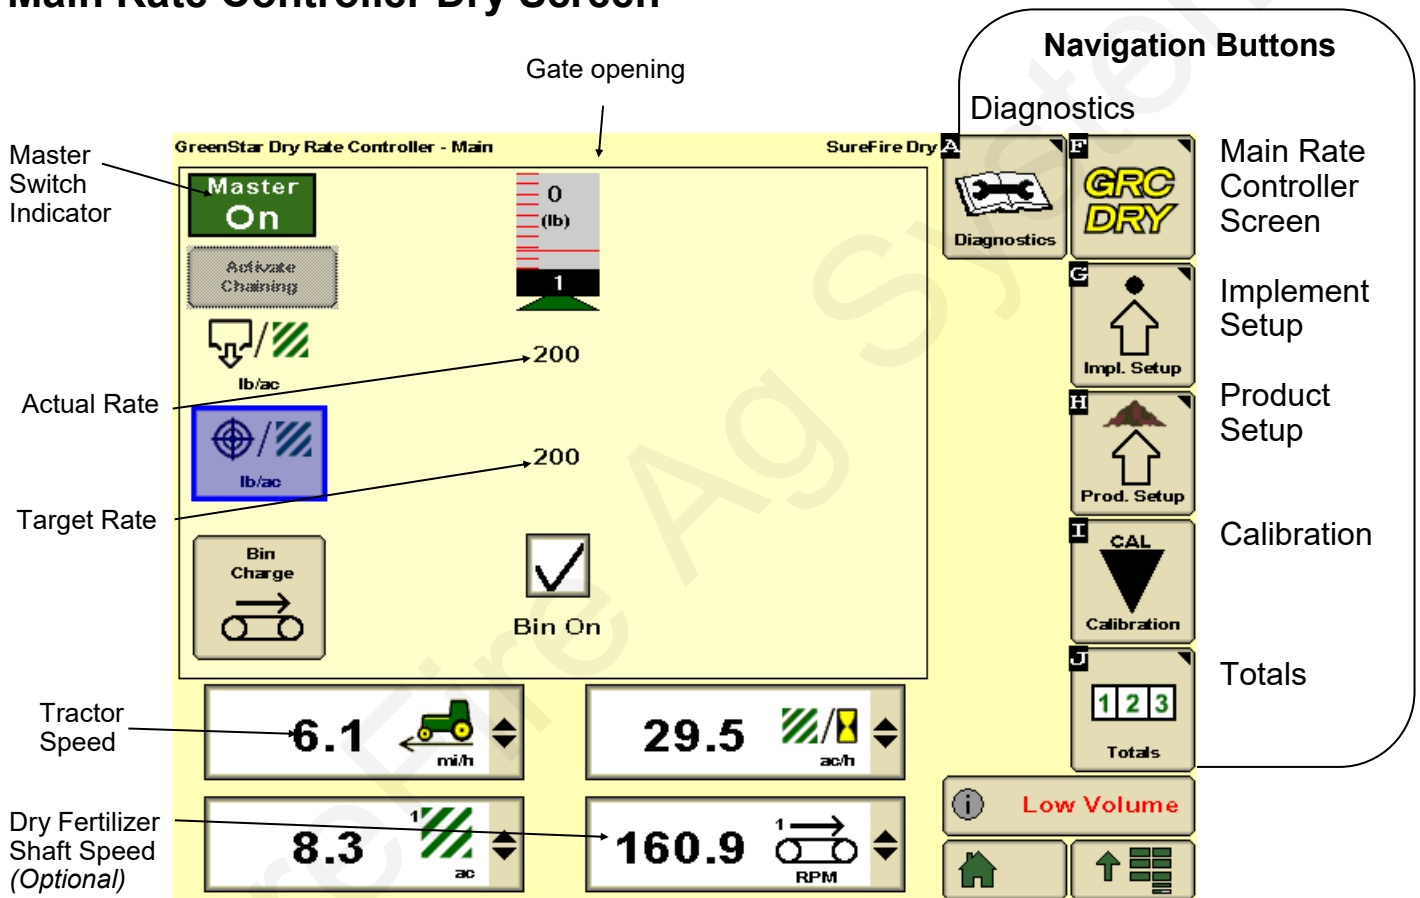 Main Rate Controller Dry Screen
Navigation Buttons
Gate opening
Diagnostics
GreenStar Dry Rate Controller - Main
SureFire Dry
Master
Switch
Indicator
Master
On
0
(lb)
1
Activate
Chaining
lb/ac
200
Actual Rate
lb/ac
200
Target Rate
Bin
Charge
Bin On
Tractor
Speed
6.1
mi/h
29.5
ac/h
Dry Fertilizer
Shaft Speed
(Optional)
8.3
1
ac
160.9
1
RPM
A
Diagnostics
F
GRC
DRY
Main Rate
Controller
Screen
G
Impl. Setup
Implement
Setup
H
Prod. Setup
Product
Setup
I
CAL
Calibration
Calibration
J
1 2 3
Totals
Totals
i
Low Volume
SureFire Ag Systems